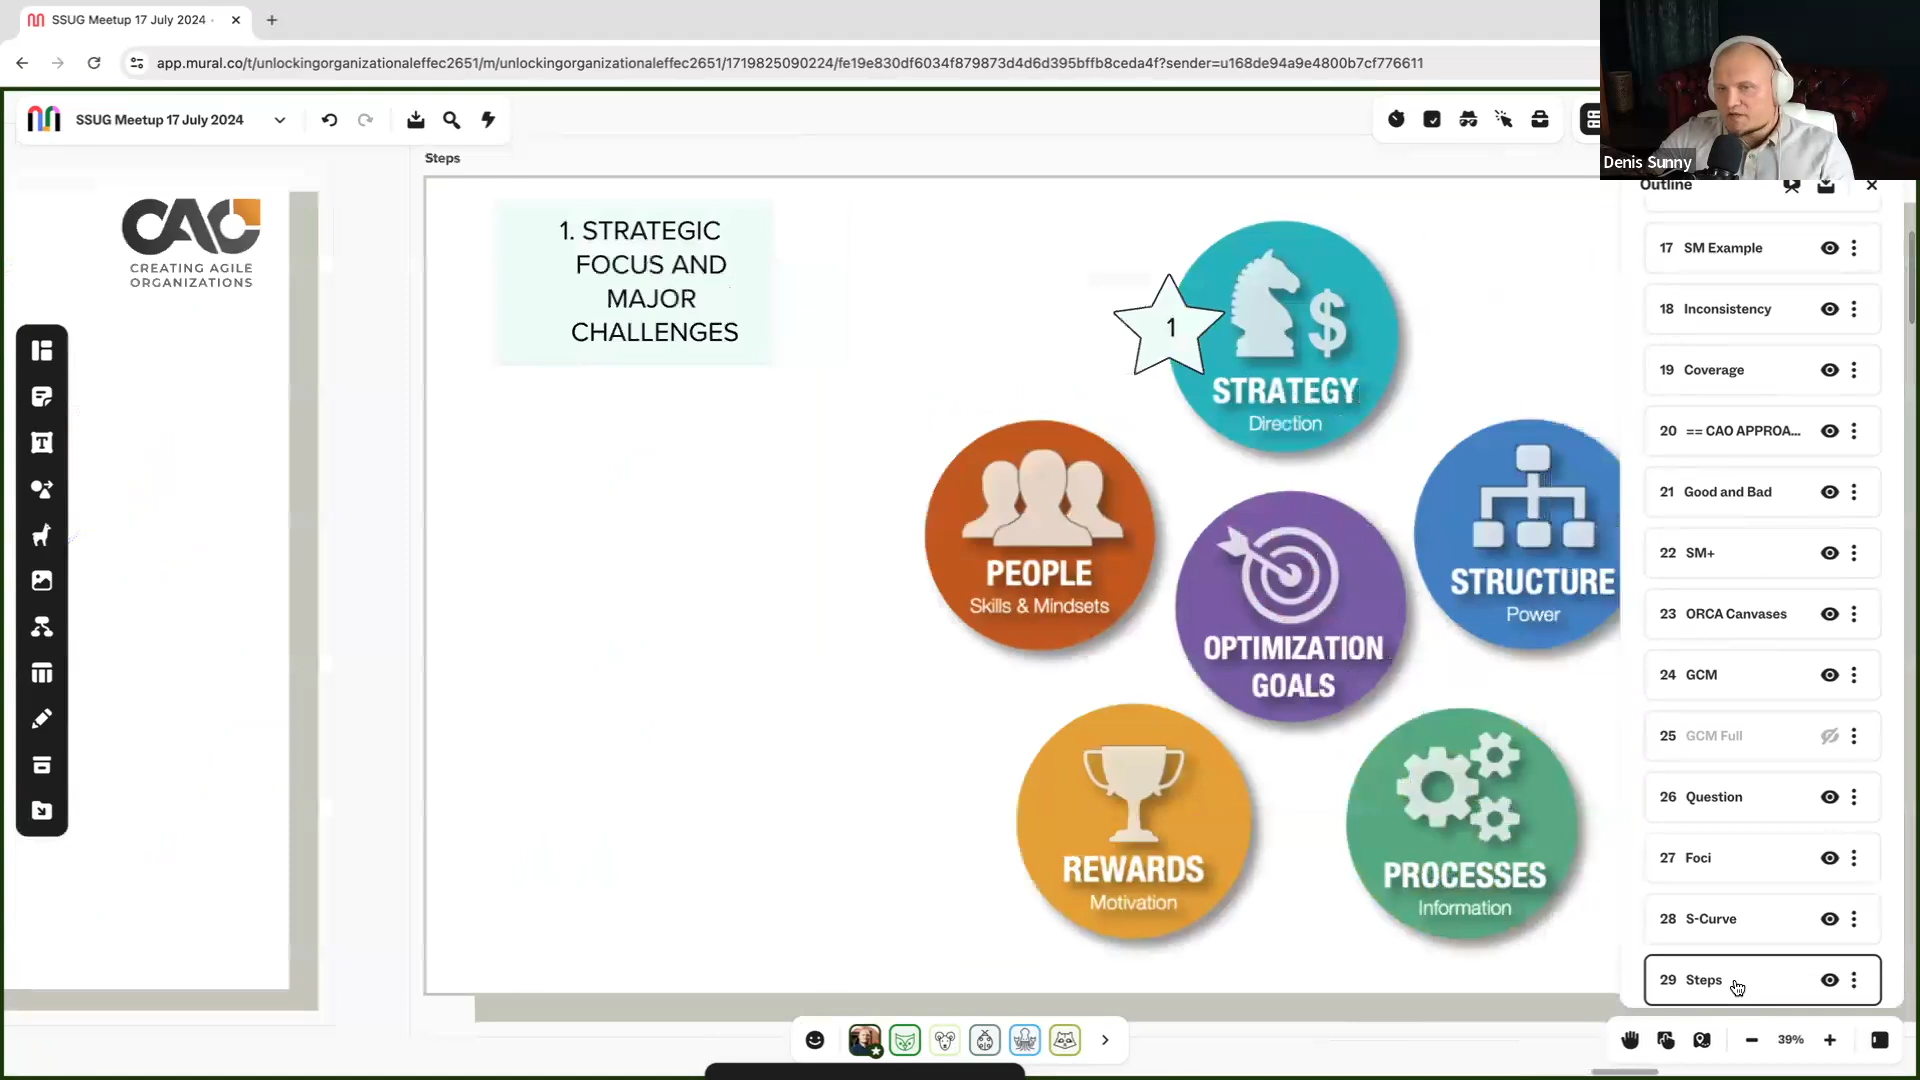 SSUG Meetup 17 July 2024
app.mural.co/t/unlockingorganizationaleffec2651/m/unlockingorganizationaleffec2651/1719825090224/fe19e830df6034f879873d4d6d395bffb8ceda4f?sender=u168de94a9e4800b7cf776611
SSUG Meetup 17 July 2024
Denis Sunny
Steps
Outline
CAO
CREATING AGILE
ORGANIZATIONS
1. STRATEGIC
FOCUS AND
MAJOR
CHALLENGES
1
STRATEGY
Direction
PEOPLE
Skills & Mindsets
STRUCTURE
Power
OPTIMIZATION
GOALS
REWARDS
Motivation
PROCESSES
Information
17 SM Example
18 Inconsistency
19 Coverage
20 == CAO APPROA...
21 Good and Bad
22 SM+
23 ORCA Canvases
24 GCM
25 GCM Full
26 Question
27 Foci
28 S-Curve
29 Steps
39%